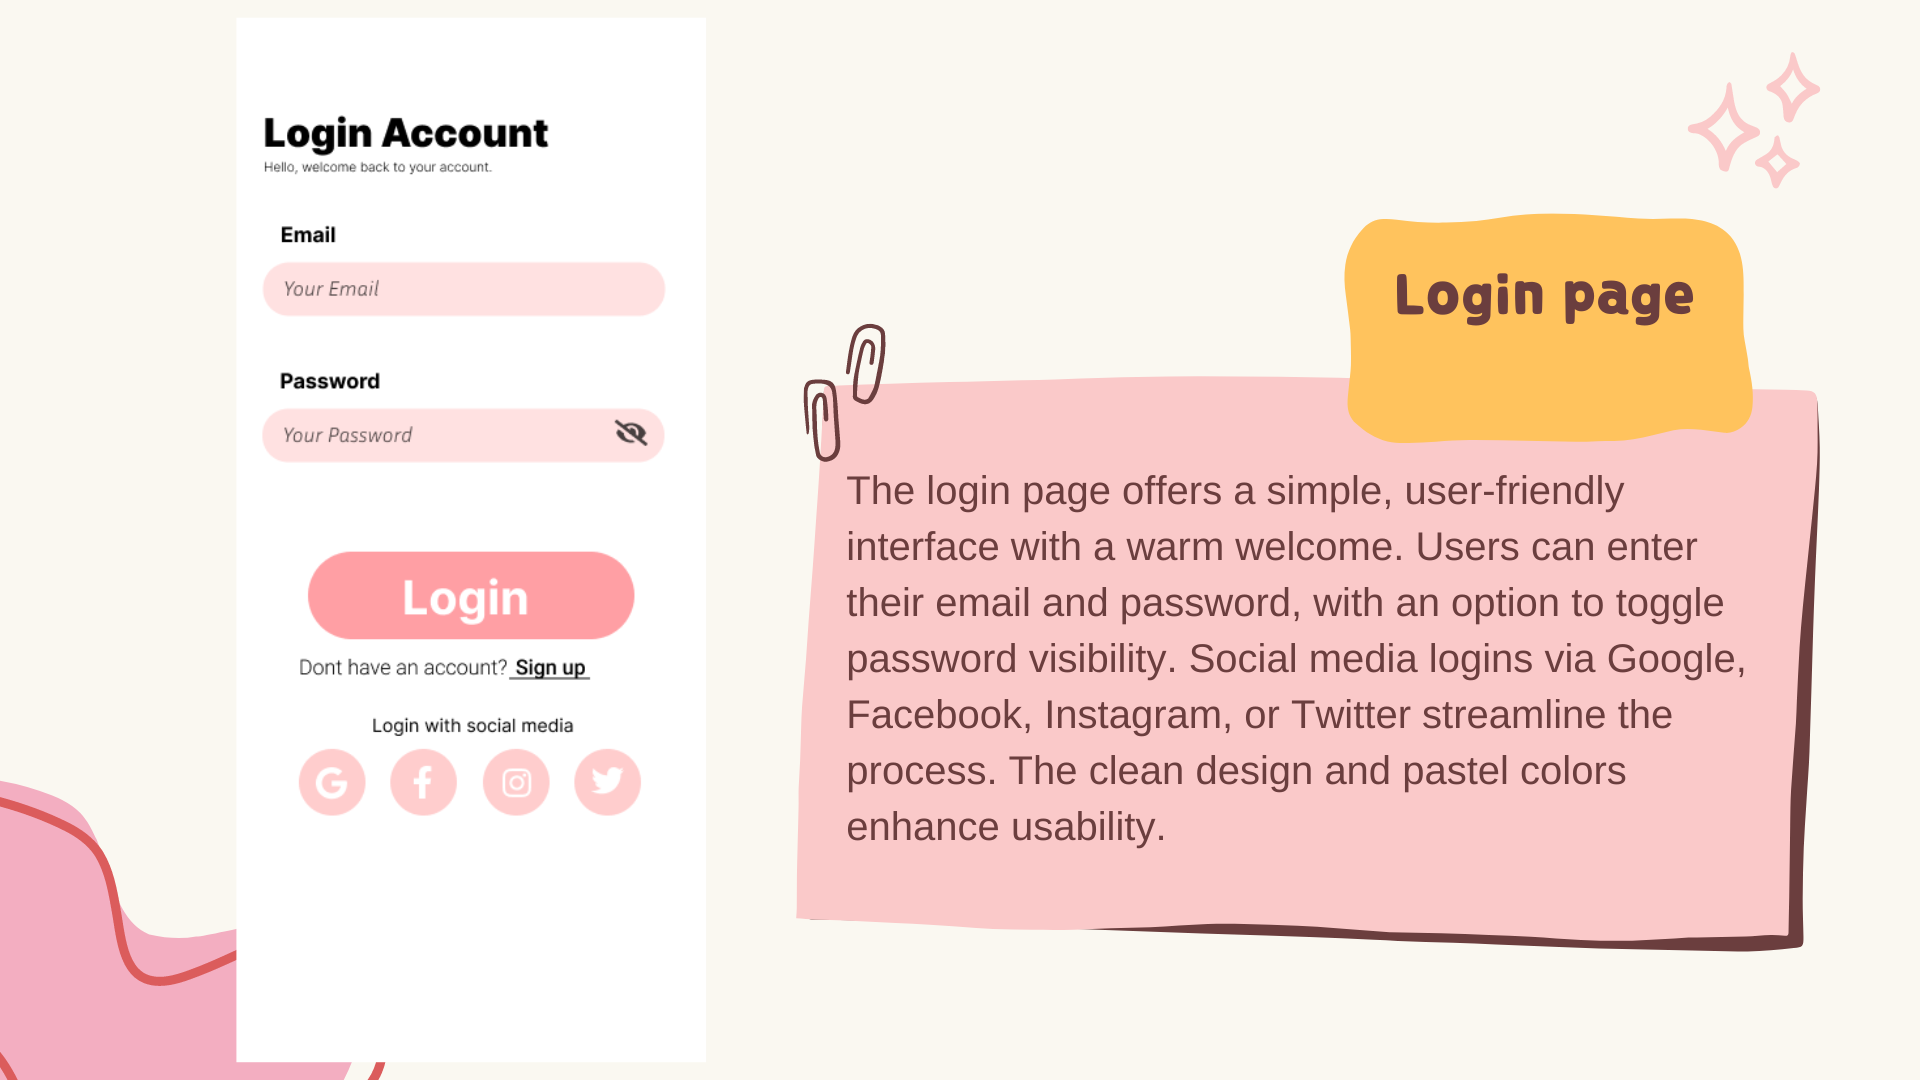 Login Account
Hello, welcome back to your account.
Email
Your Email
Password
Your Password
Login
Dont have an account? Sign up
Login with social media
Login page
The login page offers a simple, user-friendly
interface with a warm welcome. Users can enter
their email and password, with an option to toggle
password visibility. Social media logins via Google,
Facebook, Instagram, or Twitter streamline the
process. The clean design and pastel colors
enhance usability.